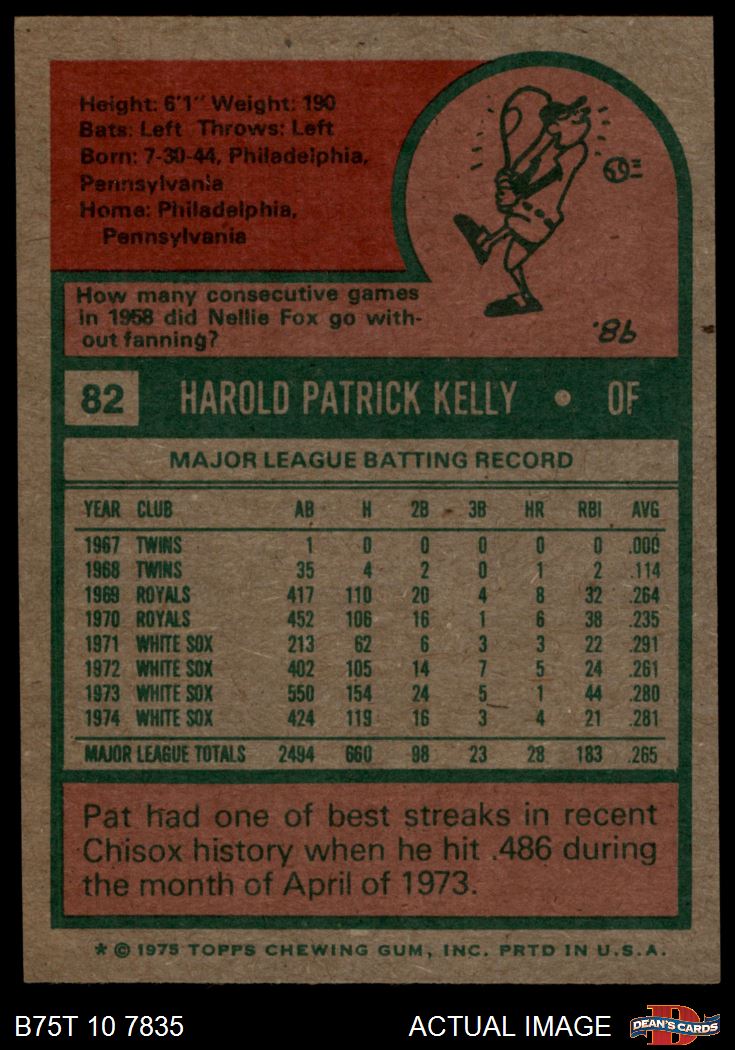 Height: 6'1" Weight: 190
Bats: Left Throws: Left
Born: 7-30-44, Philadelphia,
Pennsylvania
Home: Philadelphia,
Pennsylvania
How many consecutive games
in 1958 did Nellie Fox go with-
out fanning?
98.
82 HAROLD PATRICK KELLY • OF
MAJOR LEAGUE BATTING RECORD
YEAR CLUB AB H 2B 3B HR RBI AVG
1967 TWINS 1 0 0 0 0 0 .000
1968 TWINS 35 4 2 0 1 2 .114
1969 ROYALS 417 110 20 4 8 32 .264
1970 ROYALS 452 106 16 1 6 38 .235
1971 WHITE SOX 213 62 6 3 3 22 .291
1972 WHITE SOX 402 105 14 7 5 24 .261
1973 WHITE SOX 550 154 24 5 1 44 .280
1974 WHITE SOX 424 119 16 3 4 21 .281
MAJOR LEAGUE TOTALS 2494 660 98 23 28 183 .265
Pat had one of best streaks in recent
Chisox history when he hit .486 during
the month of April of 1973.
* © 1975 TOPPS CHEWING GUM, INC. PRTD IN U.S.A.
B75T 10 7835 ACTUAL IMAGE DEAN'S CARDS